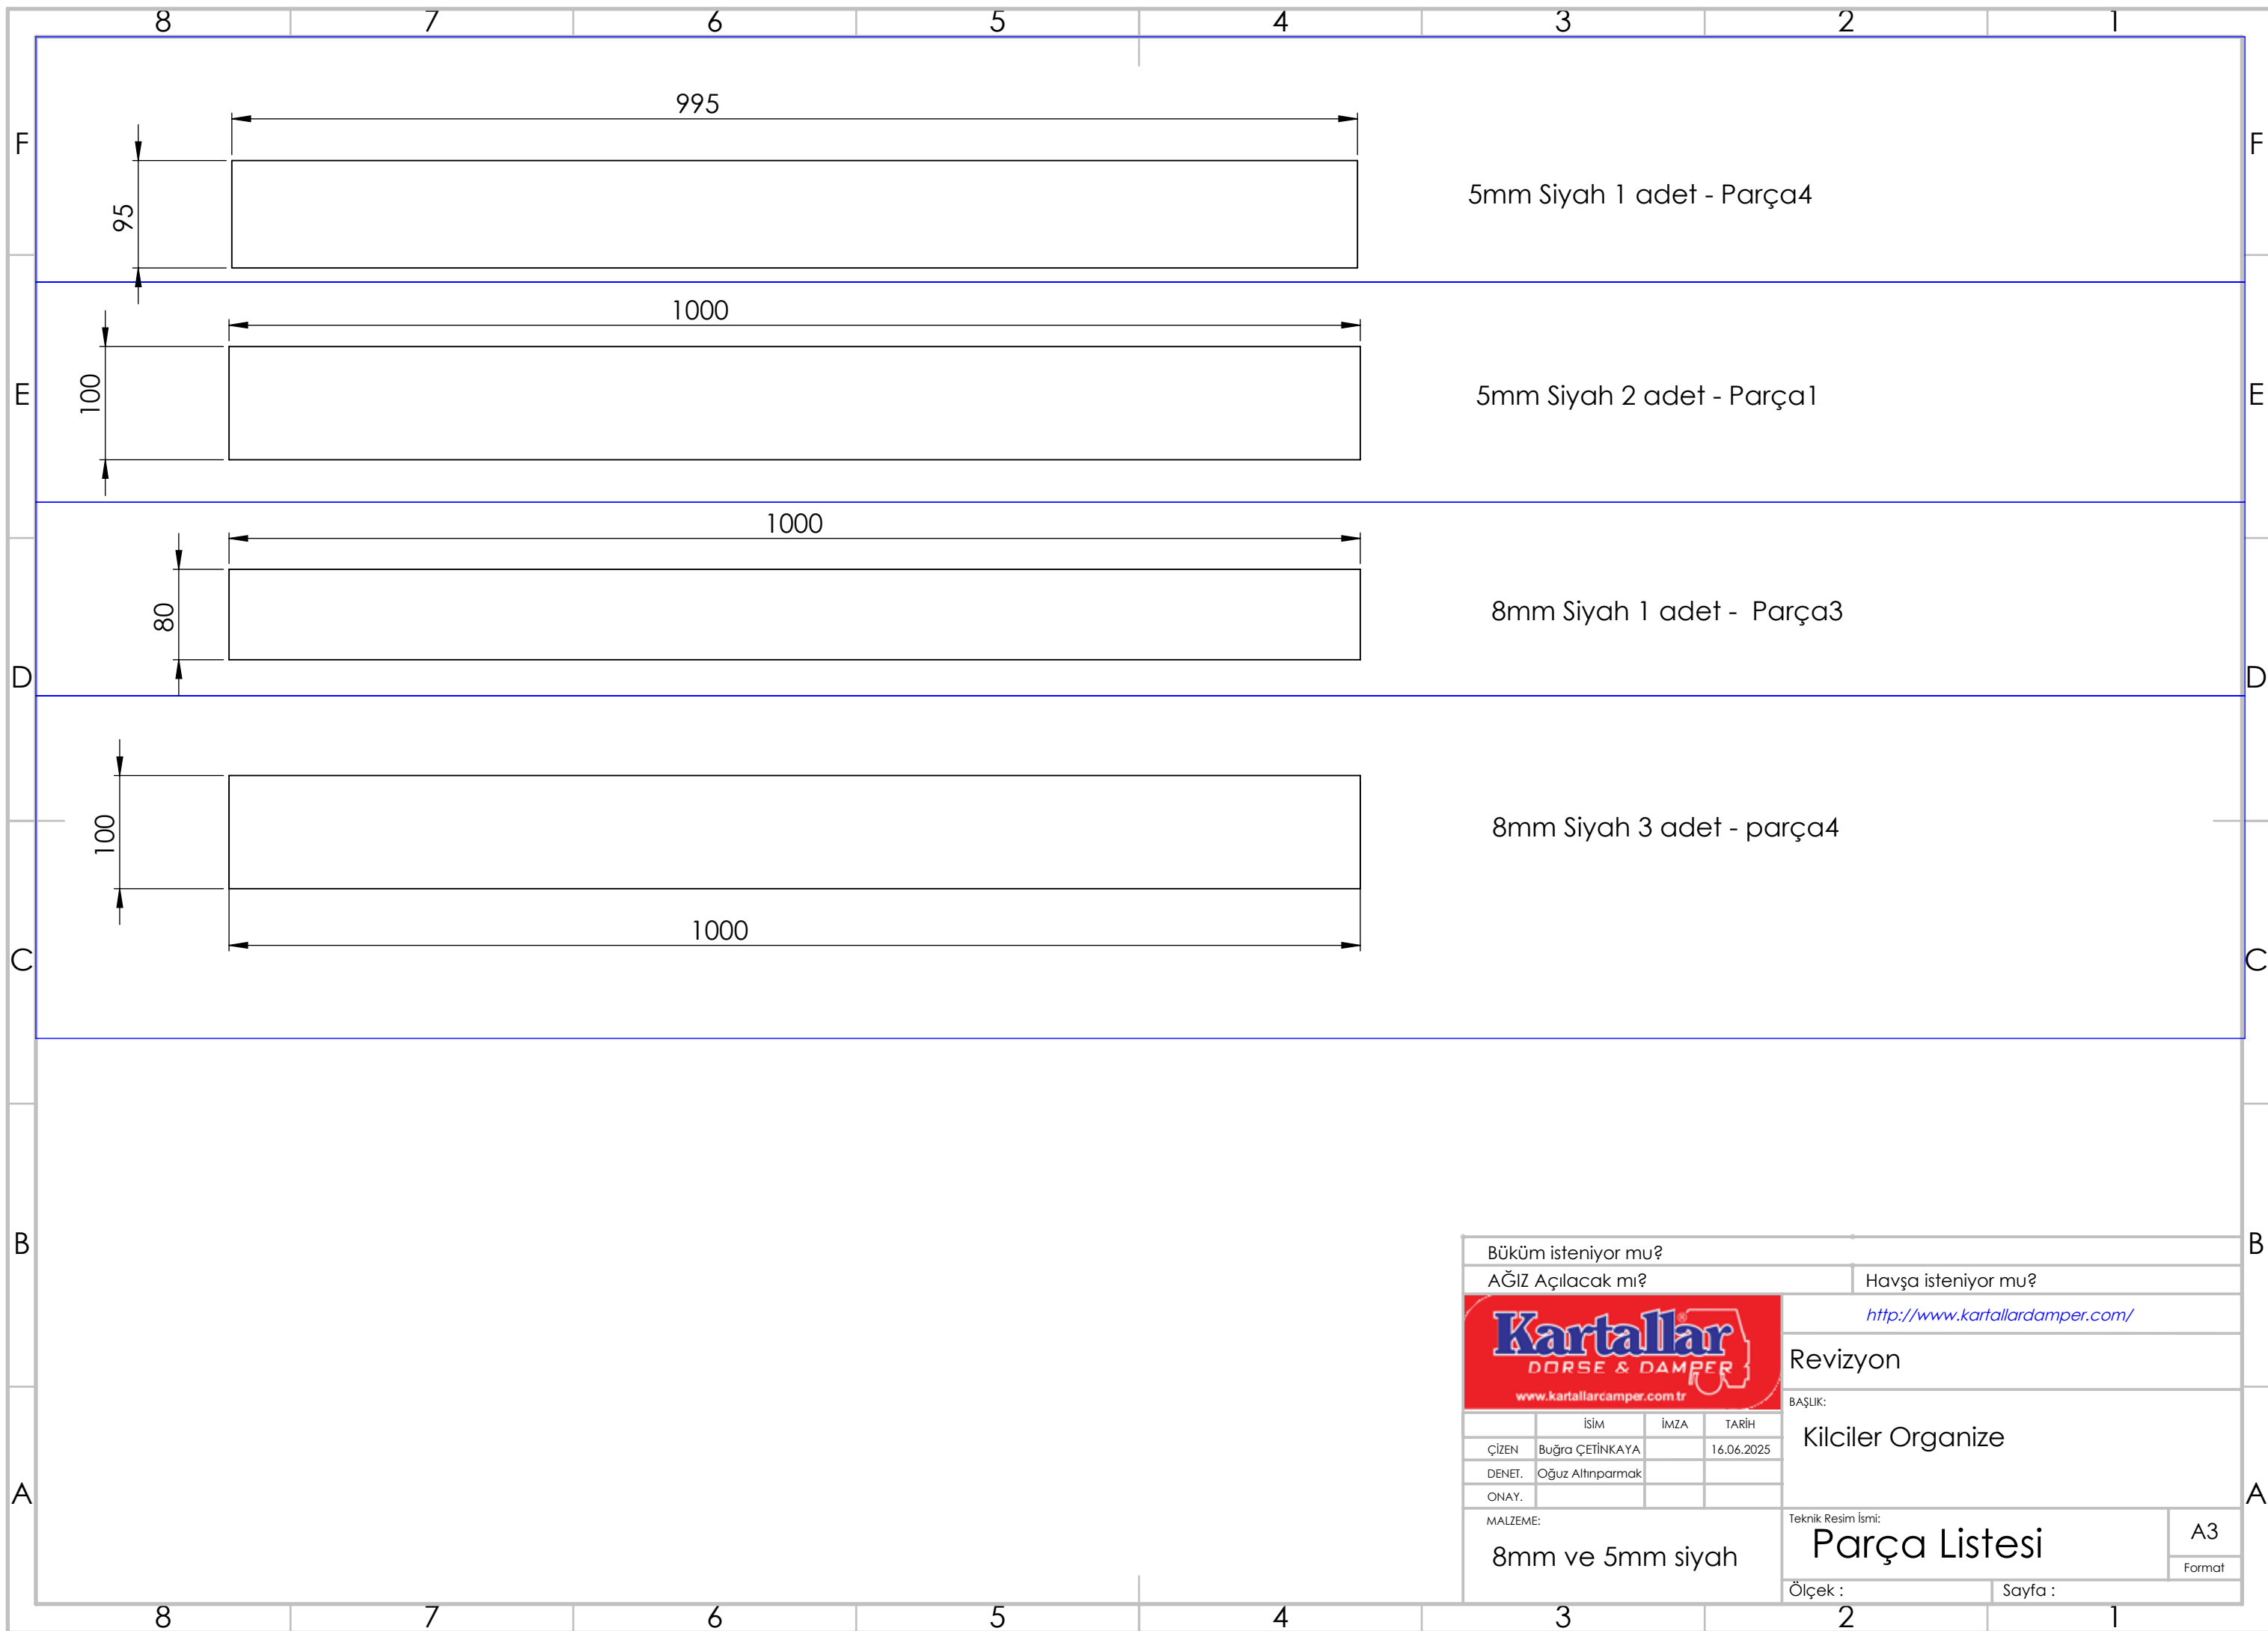 8 7 6 5 4 3 2 1
995
F F
95
5mm Siyah 1 adet - Parça4
1000
E E
100
5mm Siyah 2 adet - Parça1
1000
80
8mm Siyah 1 adet -  Parça3
D D
100
8mm Siyah 3 adet - parça4
1000
C C
B B
Büküm isteniyor mu?
AĞIZ Açılacak mı? Havşa isteniyor mu?
Kartallar®
DORSE & DAMPER
www.kartallardamper.com.tr
http://www.kartallardamper.com/
Revizyon
BAŞLIK:
Kilciler Organize
İSİM İMZA TARİH
ÇİZEN Buğra ÇETİNKAYA 16.06.2025
DENET. Oğuz Altınparmak
ONAY.
A A
MALZEME:
8mm ve 5mm siyah
Teknik Resim İsmi:
Parça Listesi
A3
Format
Ölçek : Sayfa :
8 7 6 5 4 3 2 1